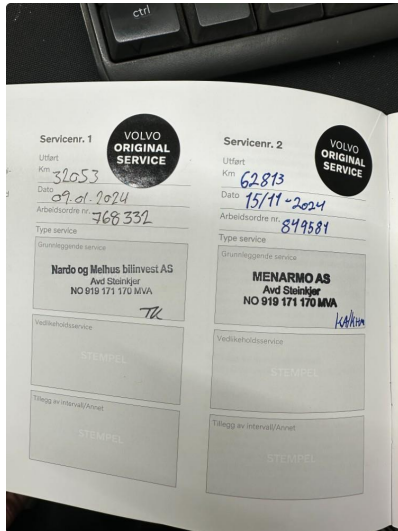 ctrl
Servicenr. 1
VOLVO
ORIGINAL
SERVICE
Utført
Km 32053
Dato 09.01-2024
Arbeidsordre nr. 768332
Type service
Grunnleggende service
Nardo og Melhus bilinvest AS
Avd Steinkjer
NO 919 171 170 MVA
TK
Vedlikeholdsservice
STEMPEL
Tillegg av intervall/Annet
STEMPEL
Servicenr. 2
VOLVO
ORIGINAL
SERVICE
Utført
Km 62813
Dato 15/11-2024
Arbeidsordre nr. 849581
Type service
Grunnleggende service
MENARMO AS
Avd Steinkjer
NO 919 171 170 MVA
Vedlikeholdsservice
STEMPEL
Tillegg av intervall/Annet
STEMPEL